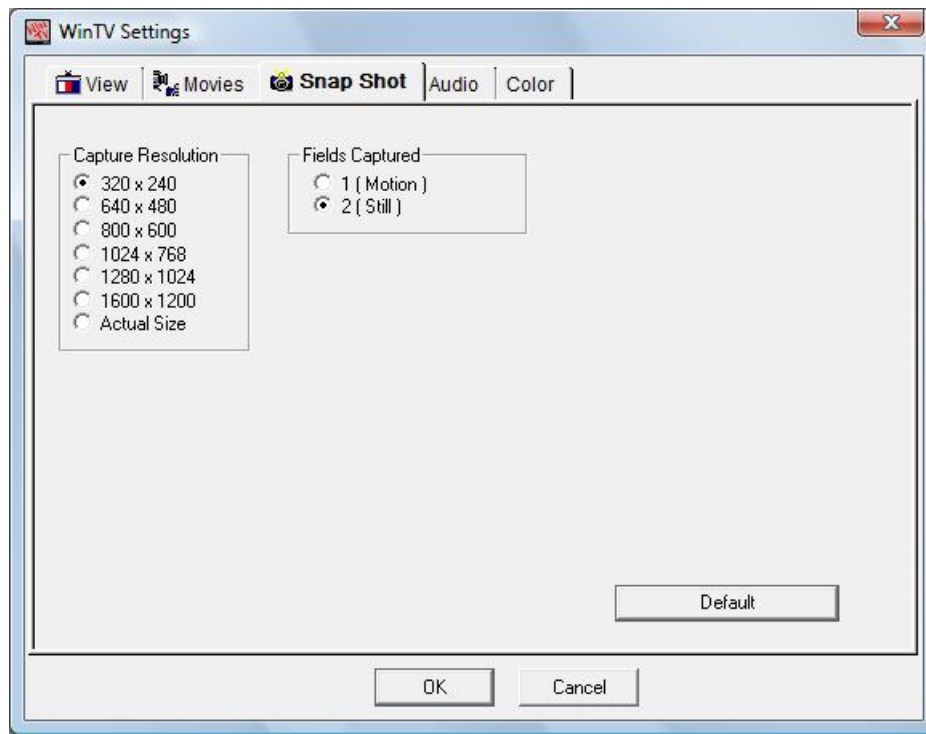 WinTV Settings
View Movies Snap Shot Audio Color
Capture Resolution
320 x 240
640 x 480
800 x 600
1024 x 768
1280 x 1024
1600 x 1200
Actual Size
Fields Captured
1 ( Motion )
2 ( Still )
Default
OK Cancel